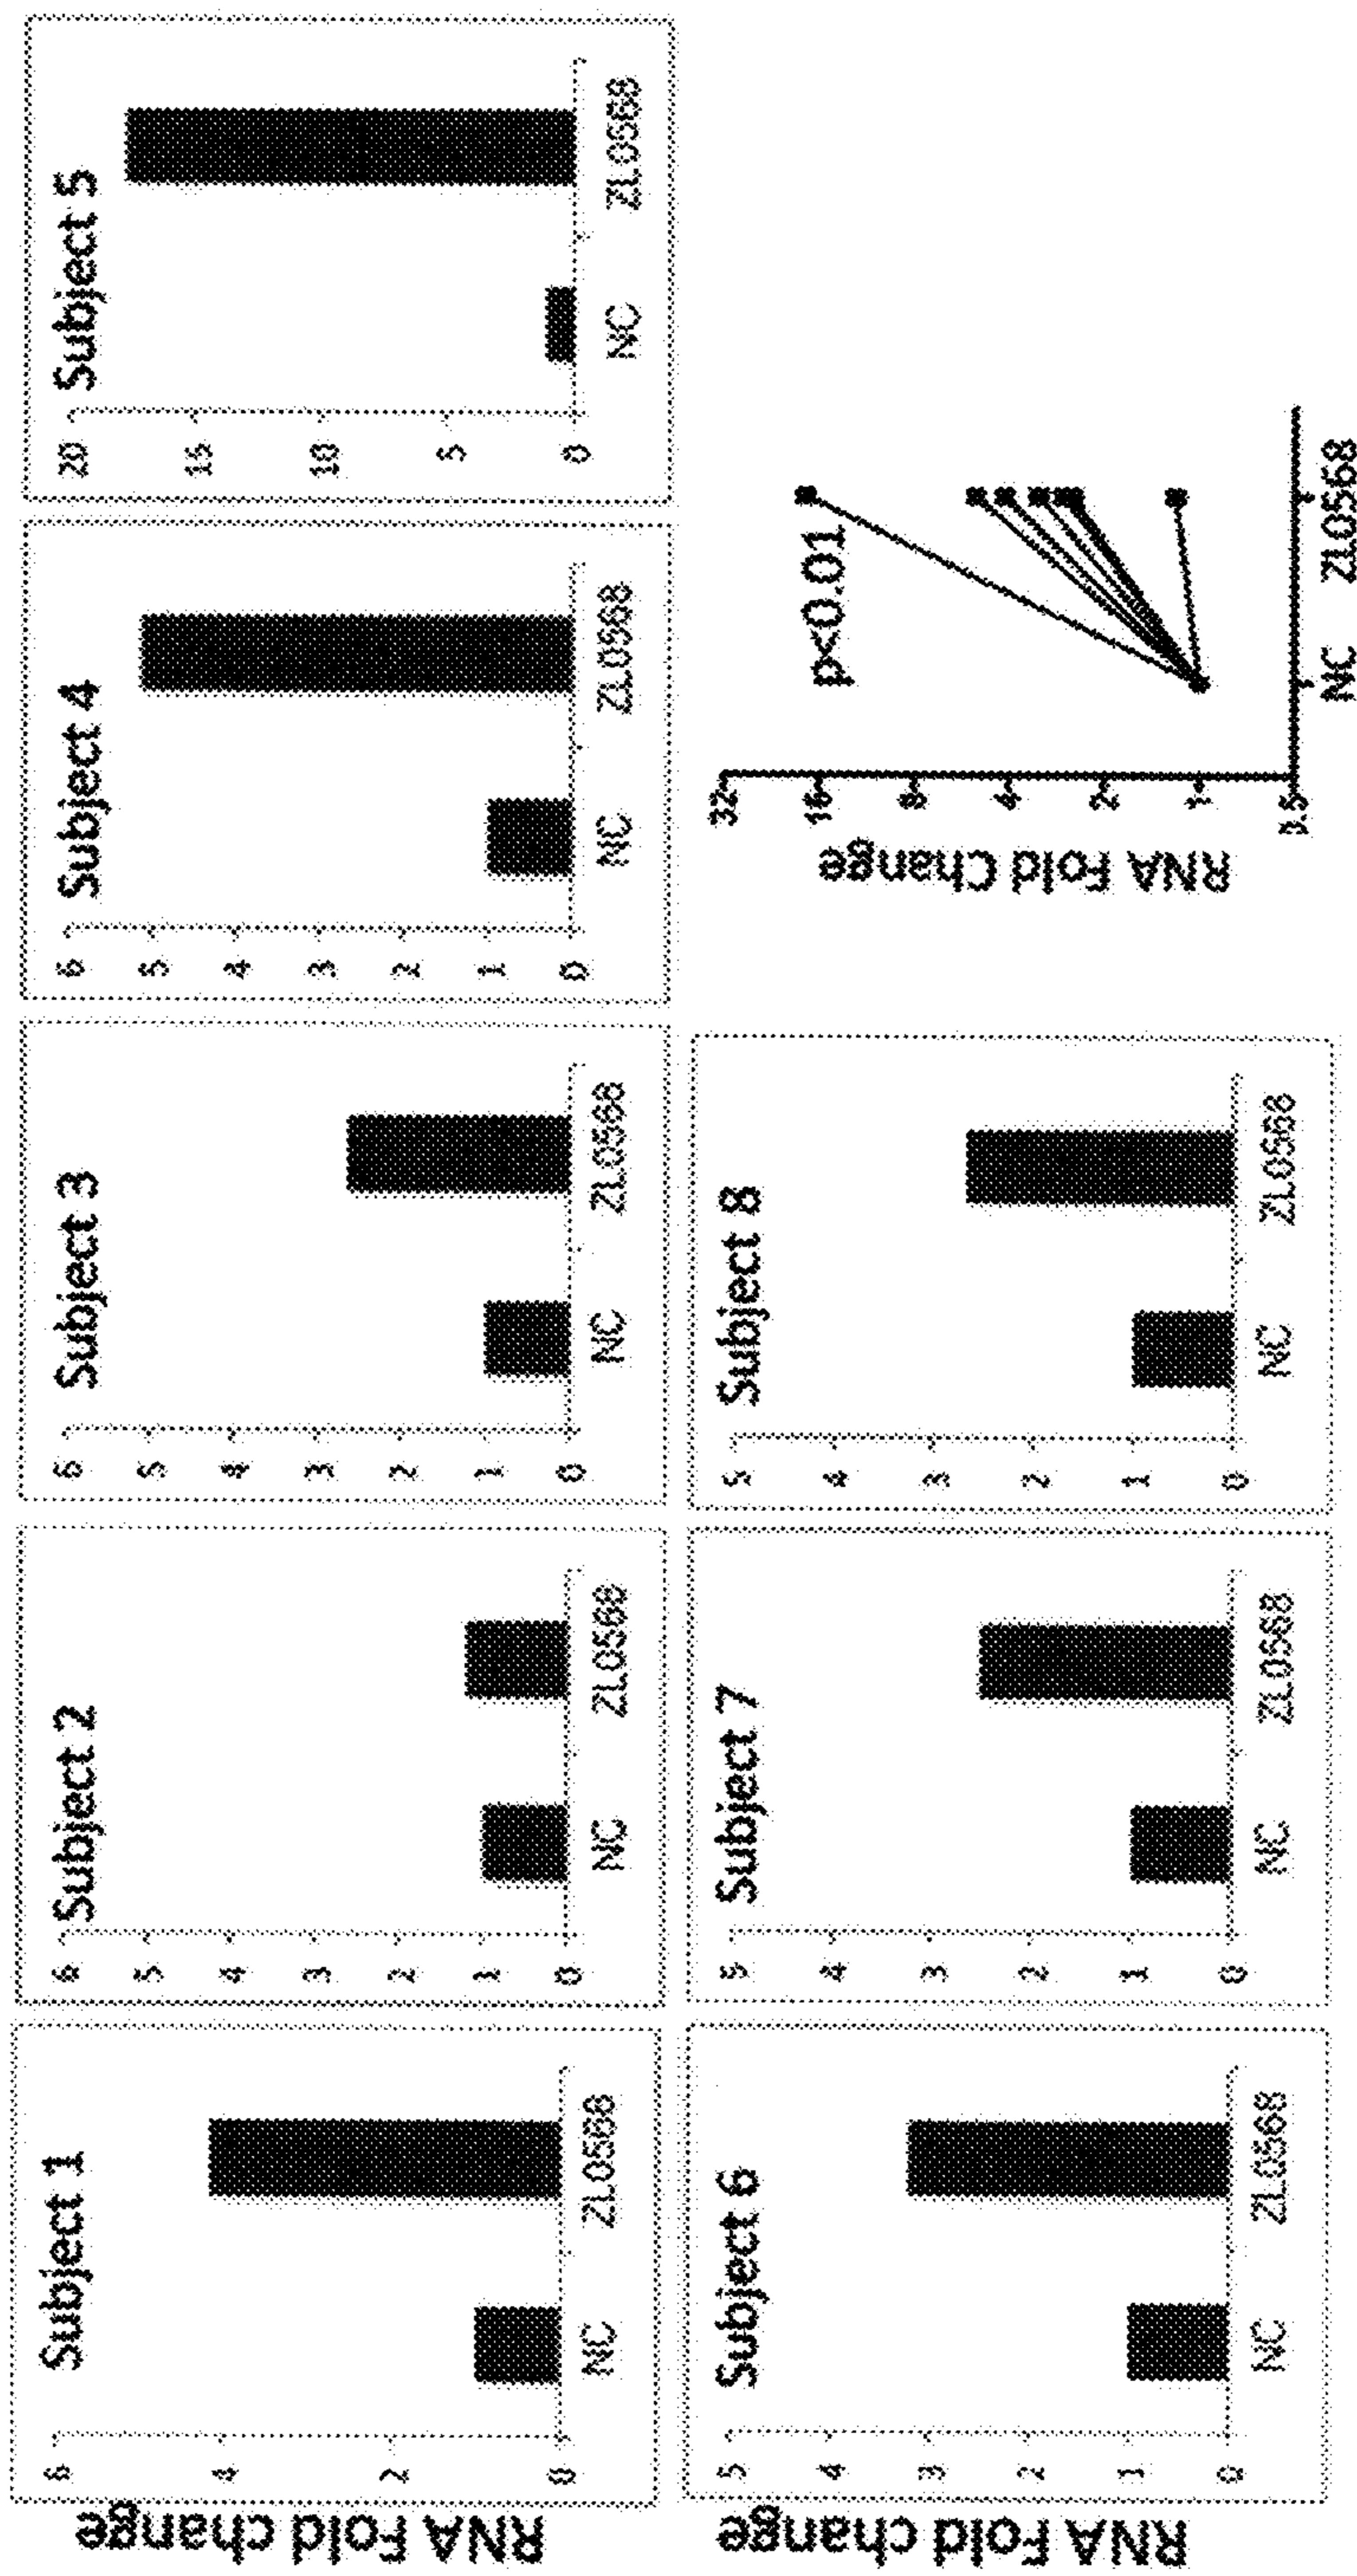 RNA Fold change
Subject 1
6
4
2
0
NC ZL0568
Subject 2
6
5
4
3
2
1
0
NC ZL0568
Subject 3
6
5
4
3
2
1
0
NC ZL0568
Subject 4
6
5
4
3
2
1
0
NC ZL0568
Subject 5
20
15
10
5
0
NC ZL0568
RNA Fold change
Subject 6
5
4
3
2
1
0
NC ZL0568
Subject 7
5
4
3
2
1
0
NC ZL0568
Subject 8
5
4
3
2
1
0
NC ZL0568
RNA Fold Change
32
16
8
4
2
1
0.5
p<0.01
NC ZL0568